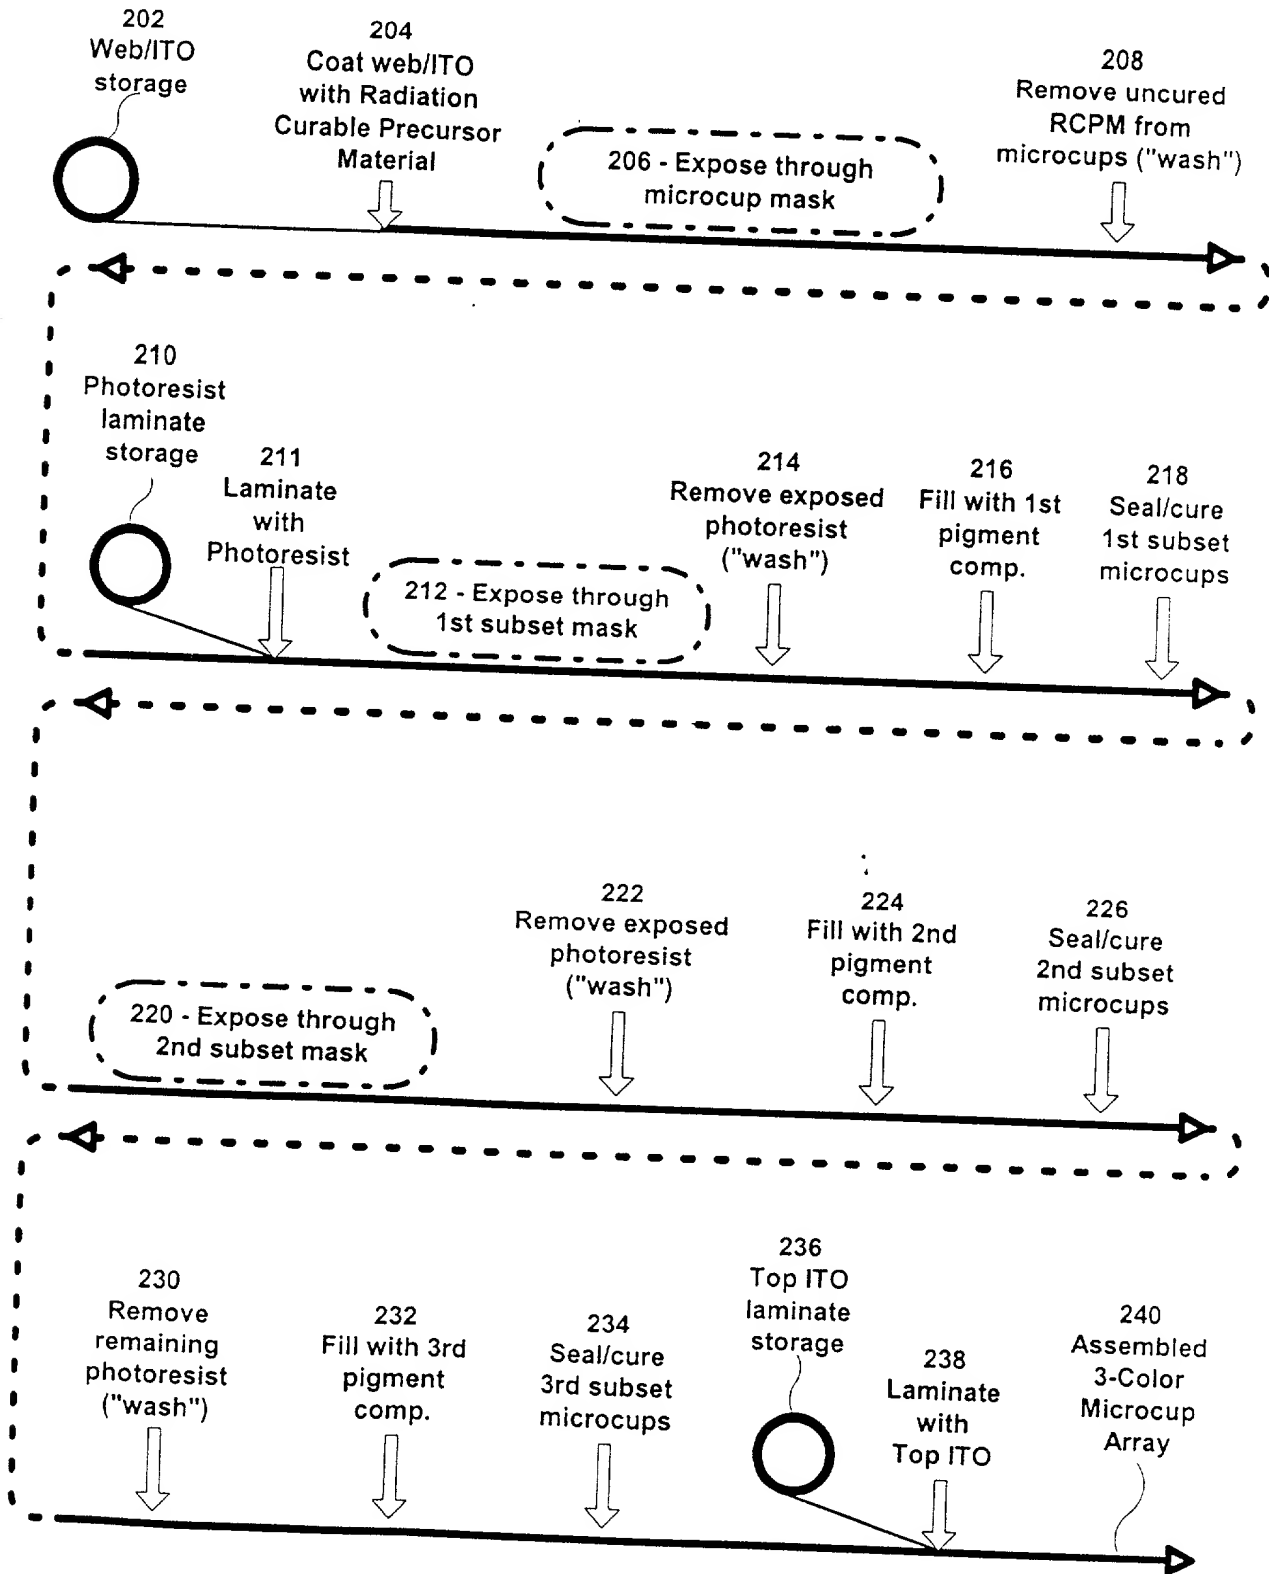 202
Web/ITO
storage
204
Coat web/ITO
with Radiation
Curable Precursor
Material
206 - Expose through
microcup mask
208
Remove uncured
RCPM from
microcups ("wash")
210
Photoresist
laminate
storage
211
Laminate
with
Photoresist
212 - Expose through
1st subset mask
214
Remove exposed
photoresist
("wash")
216
Fill with 1st
pigment
comp.
218
Seal/cure
1st subset
microcups
220 - Expose through
2nd subset mask
222
Remove exposed
photoresist
("wash")
224
Fill with 2nd
pigment
comp.
226
Seal/cure
2nd subset
microcups
230
Remove
remaining
photoresist
("wash")
232
Fill with 3rd
pigment
comp.
234
Seal/cure
3rd subset
microcups
236
Top ITO
laminate
storage
238
Laminate
with
Top ITO
240
Assembled
3-Color
Microcup
Array